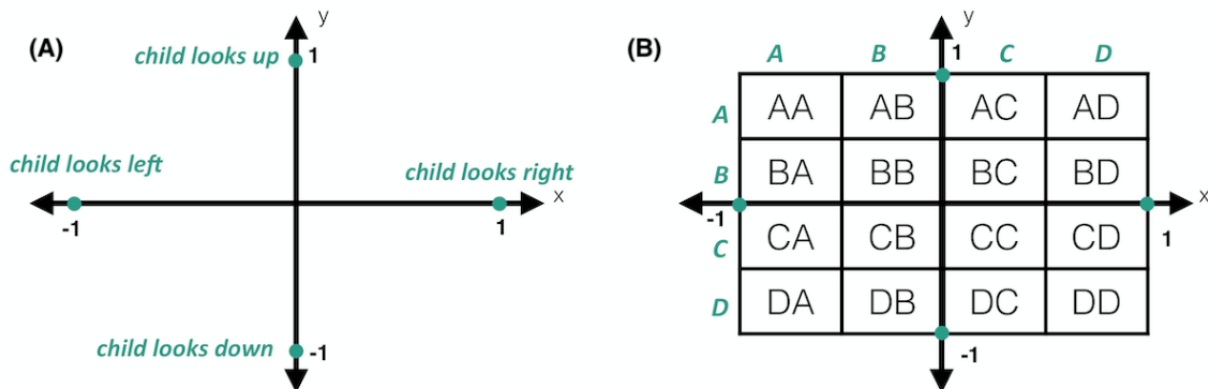 (A)
y
child looks up
1
child looks left
child looks right
-1
1
x
child looks down
-1
(B)
y
1
A B C D
A AA AB AC AD
B BA BB BC BD
-1
x
1
C CA CB CC CD
D DA DB DC DD
-1